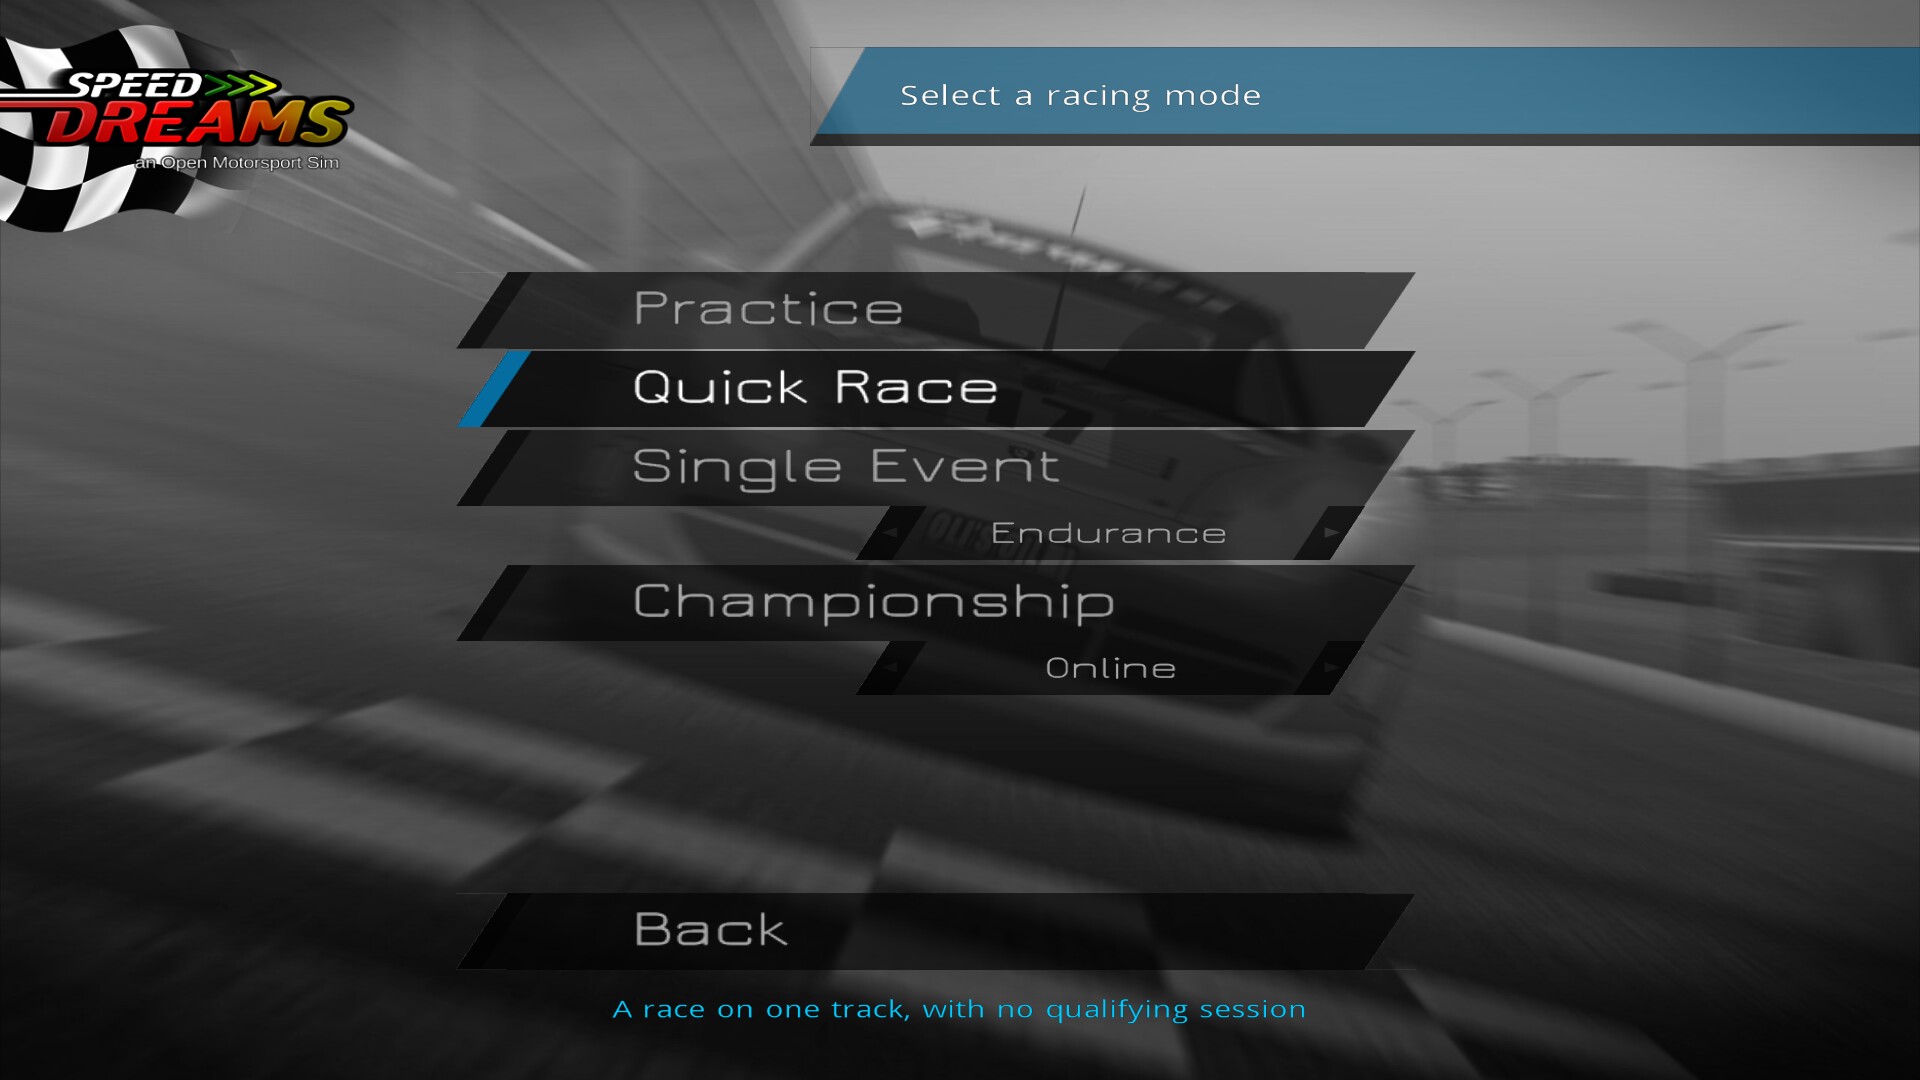 SPEED
DREAMS
an Open Motorsport Sim
Select a racing mode
Practice
Quick Race
Single Event
Endurance
Championship
Online
Back
A race on one track, with no qualifying session